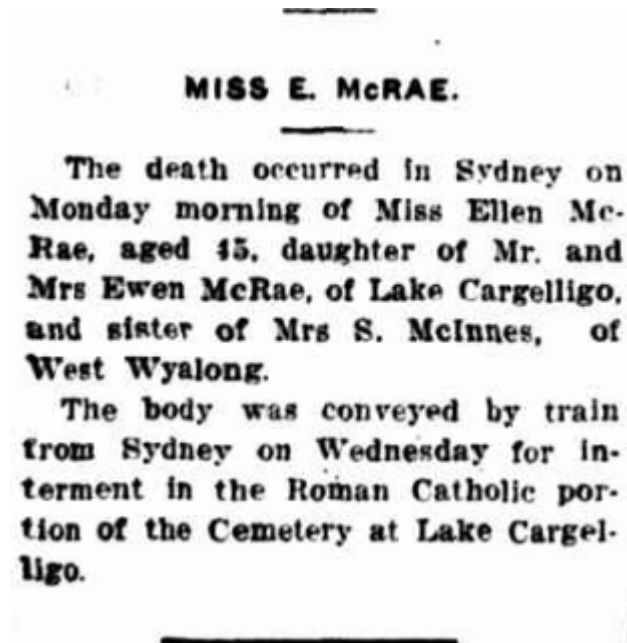 MISS E. McRAE.
The death occurred in Sydney on
Monday morning of Miss Ellen Mc-
Rae, aged 45, daughter of Mr. and
Mrs Ewen McRae, of Lake Cargelligo,
and sister of Mrs S. McInnes, of
West Wyalong.
The body was conveyed by train
from Sydney on Wednesday for in-
terment in the Roman Catholic por-
tion of the Cemetery at Lake Cargel-
ligo.